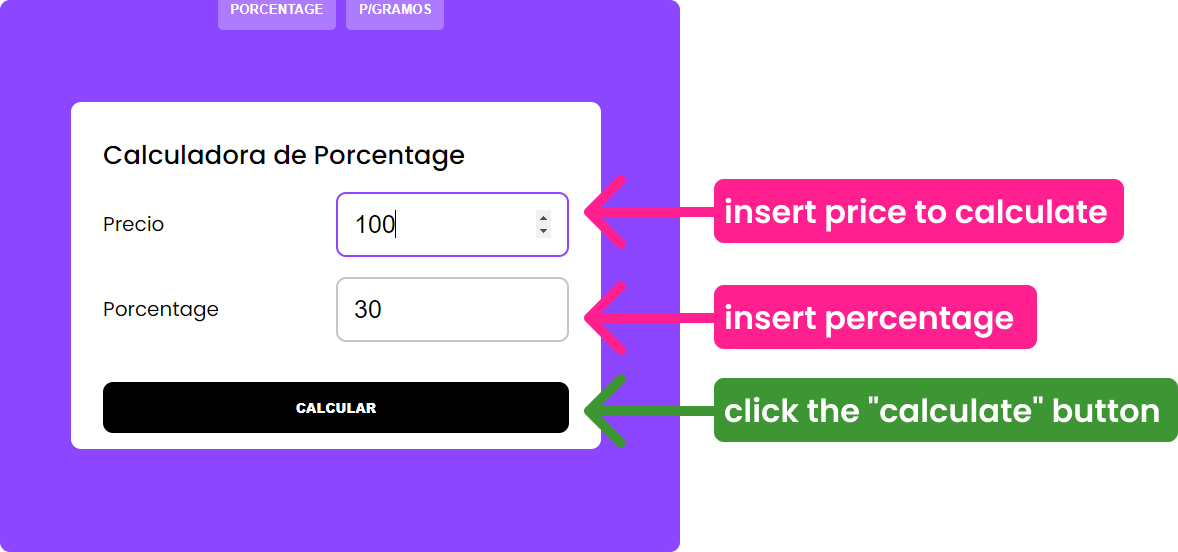 PORCENTAGE P/GRAMOS
Calculadora de Porcentage
Precio 100 insert price to calculate
Porcentage 30 insert percentage
CALCULAR click the "calculate" button